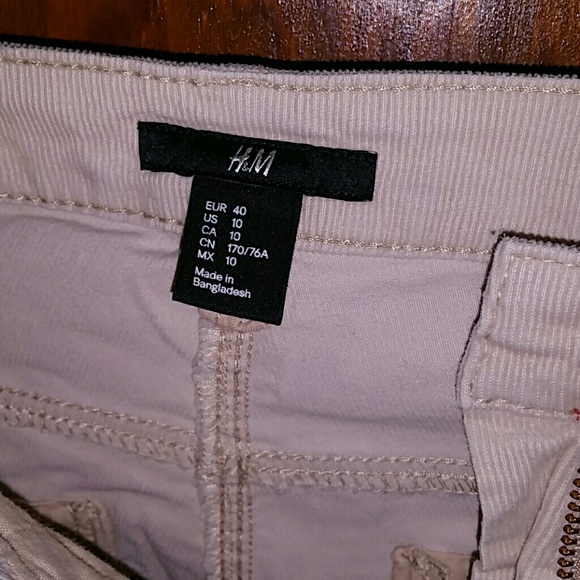 H&M
EUR 40
US 10
CA 10
CN 170/76A
MX 10
Made in
Bangladesh